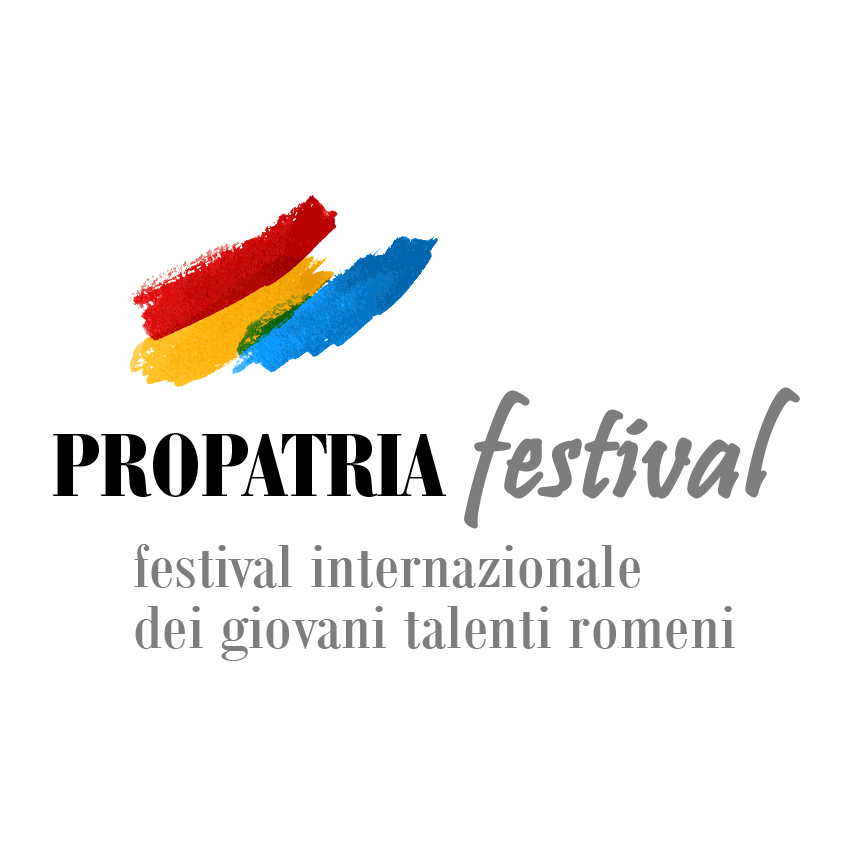 PROPATRIA festival
festival internazionale
dei giovani talenti romeni